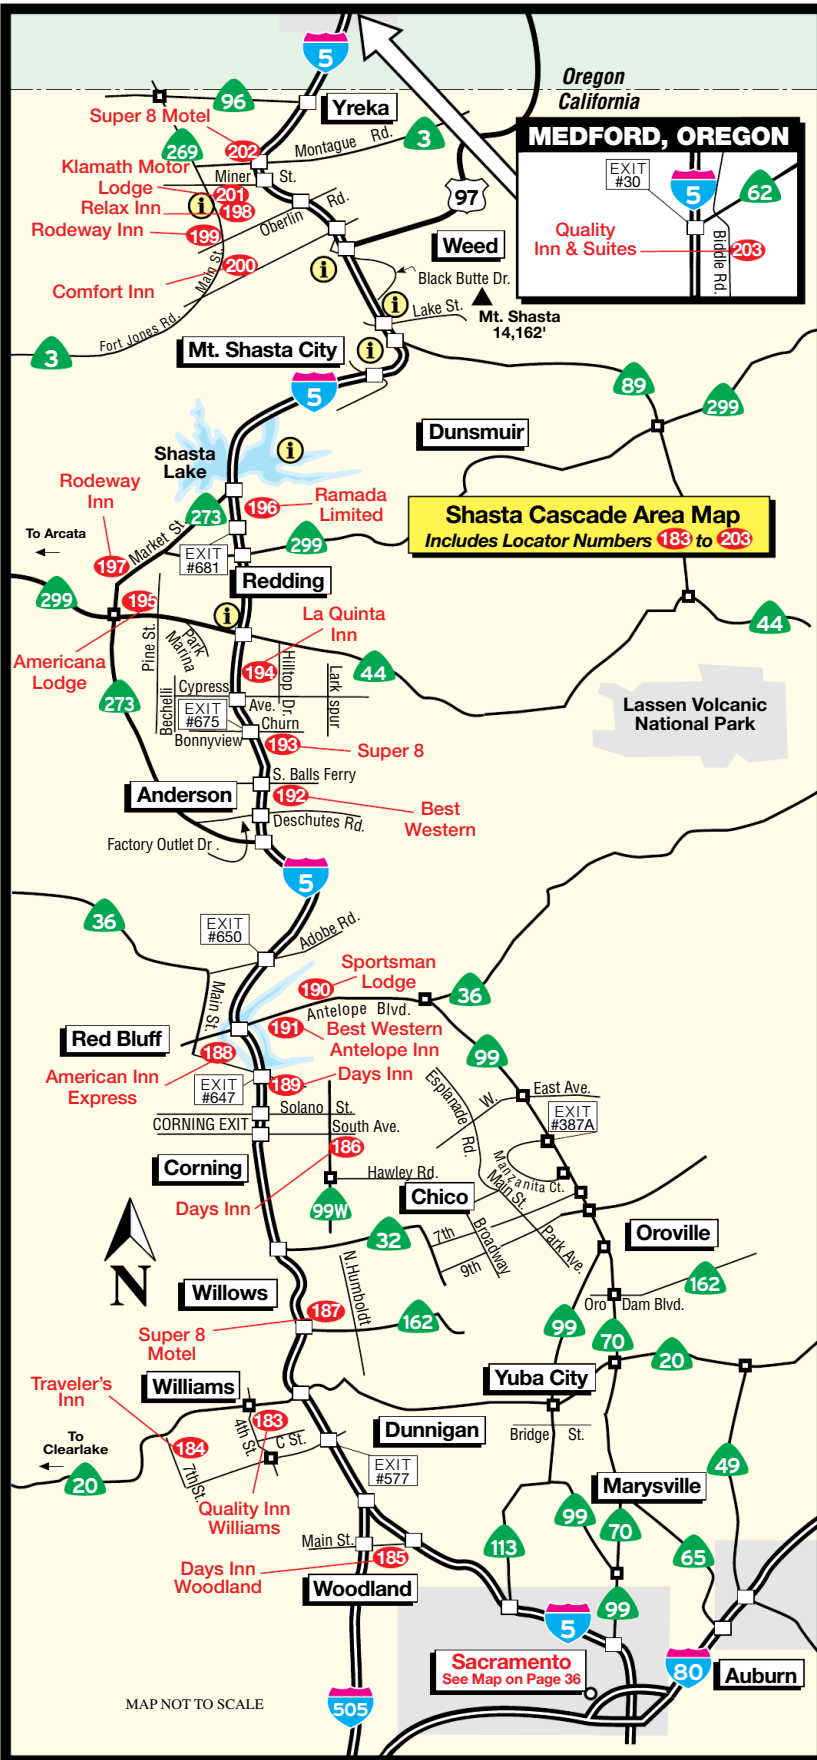 5
Oregon
California
96
Yreka
Super 8 Motel
269
202
Montague Rd.
3
MEDFORD, OREGON
EXIT
#30
5
62
Quality
Inn & Suites
203
Biddle Rd.
Klamath Motor
Lodge
201
Miner St.
Relax Inn
198
Rodeway Inn
199
Oberlin Rd.
97
Weed
i
i
Main St.
200
Comfort Inn
Black Butte Dr.
i
Lake St.
Mt. Shasta
14,162'
Fort Jones Rd.
3
Mt. Shasta City
i
5
89
299
Dunsmuir
Shasta
Lake
i
Rodeway
Inn
273
196
Ramada
Limited
Shasta Cascade Area Map
Includes Locator Numbers 183 to 203
To Arcata
197
Market St.
EXIT
#681
299
Redding
299
195
i
La Quinta
Inn
44
Americana
Lodge
Pine St.
Park
Marina
194
Hilltop Dr.
Lark spur
44
273
Bechelli
Cypress
Ave.
EXIT
#675
Churn
Bonnyview
193
Super 8
Lassen Volcanic
National Park
S. Balls Ferry
Anderson
192
Best
Western
Deschutes Rd.
Factory Outlet Dr .
5
36
EXIT
#650
Adobe Rd.
Main St.
Sportsman
Lodge
190
36
Antelope Blvd.
Red Bluff
191
Best Western
Antelope Inn
99
188
American Inn
Express
EXIT
#647
189
Days Inn
Solano St.
CORNING EXIT
South Ave.
Esplanade Rd.
W.
East Ave.
EXIT
#387A
186
Corning
Hawley Rd.
Manzanita Ct.
Days Inn
99W
Chico
Main St.
N
32
7th
9th
Broadway
Park Ave.
Oroville
Willows
N.Humboldt
162
Oro Dam Blvd.
187
162
Super 8
Motel
99
70
20
Traveler's
Inn
Williams
Yuba City
183
4th St.
C St.
Dunnigan
Bridge St.
To
Clearlake
184
7th St.
20
EXIT
#577
49
Quality Inn
Williams
Marysville
99
70
113
65
Main St.
185
Days Inn
Woodland
Woodland
5
99
Sacramento
See Map on Page 36
80
Auburn
MAP NOT TO SCALE
505